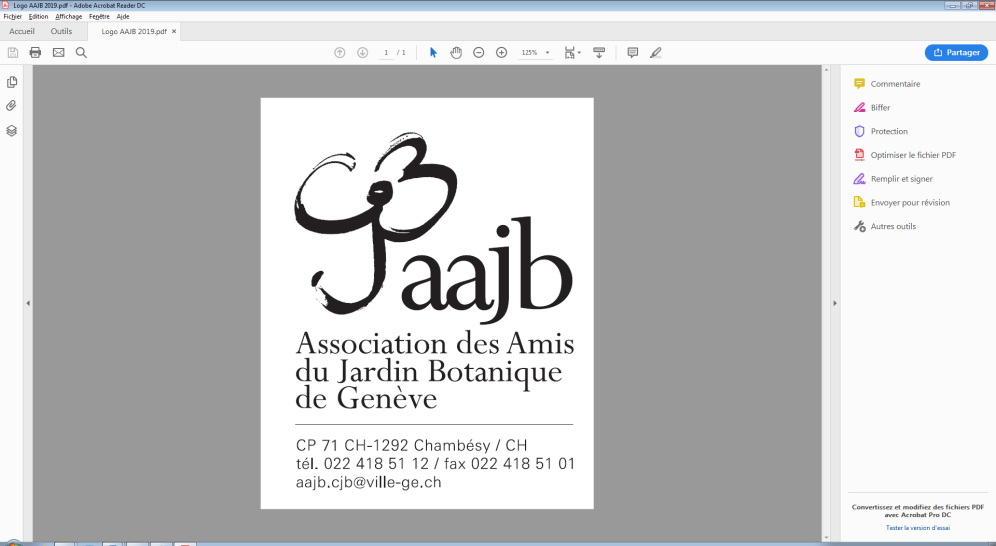 Logo AAJB 2019.pdf - Adobe Acrobat Reader DC
Fichier Edition Affichage Fenêtre Aide
Accueil Outils Logo AAJB 2019.pdf ×
1 / 1 125% Partager
Commentaire
Biffer
Protection
Optimiser le fichier PDF
Remplir et signer
Envoyer pour révision
Autres outils
aajb
Association des Amis
du Jardin Botanique
de Genève
CP 71 CH-1292 Chambésy / CH
tél. 022 418 51 12 / fax 022 418 51 01
aajb.cjb@ville-ge.ch
Convertissez et modifiez des fichiers PDF
avec Acrobat Pro DC
Tester la version d'essai